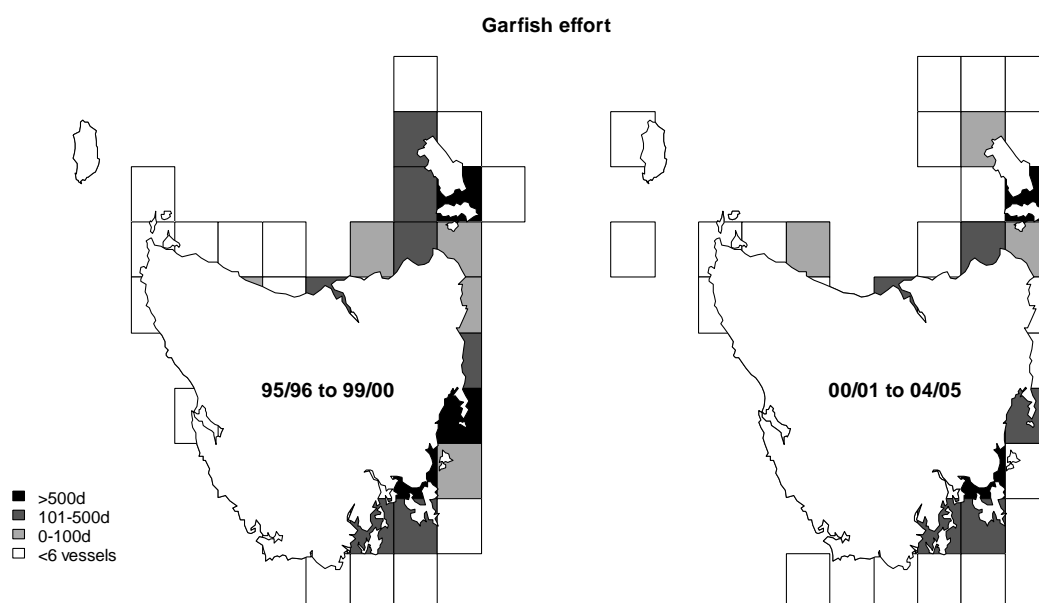 Garfish effort
95/96 to 99/00
00/01 to 04/05
>500d
101-500d
0-100d
<6 vessels